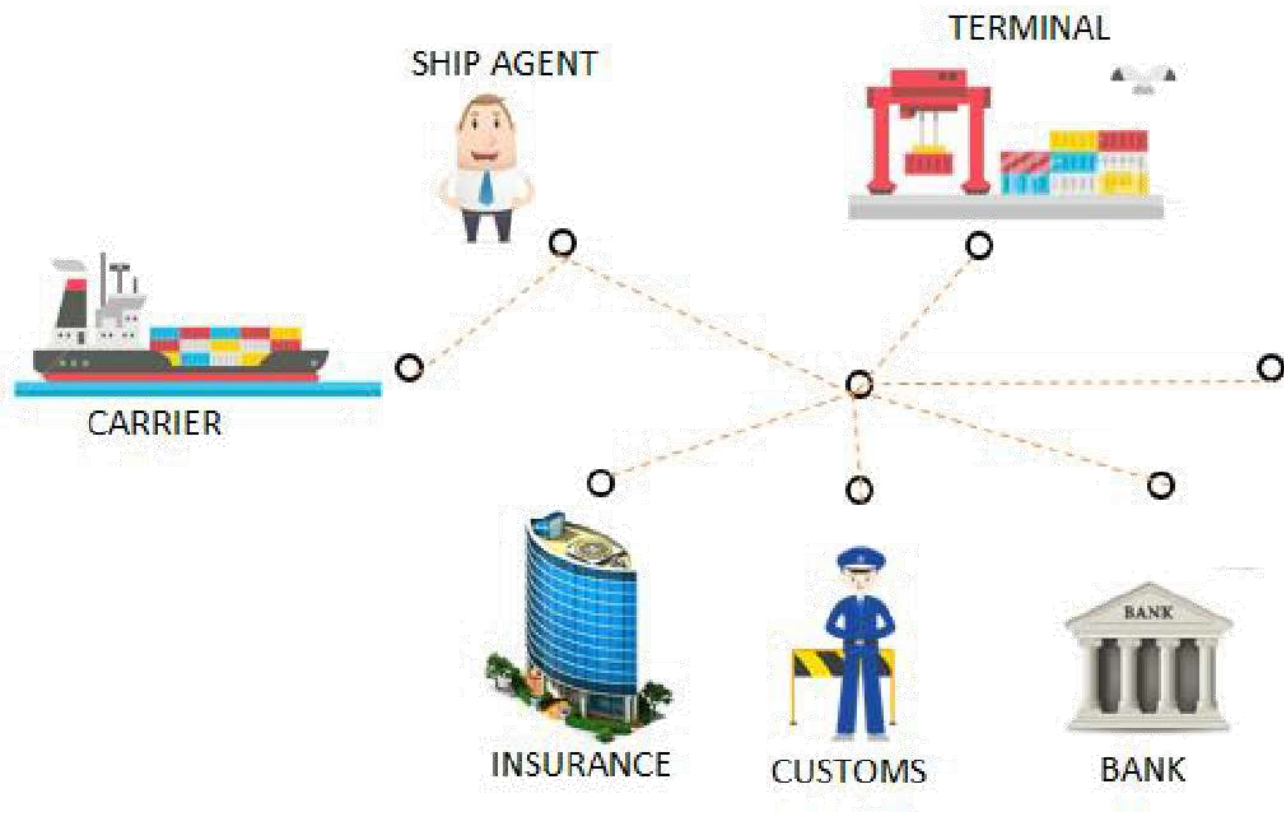 TERMINAL
SHIP AGENT
CARRIER
BANK
INSURANCE
CUSTOMS
BANK